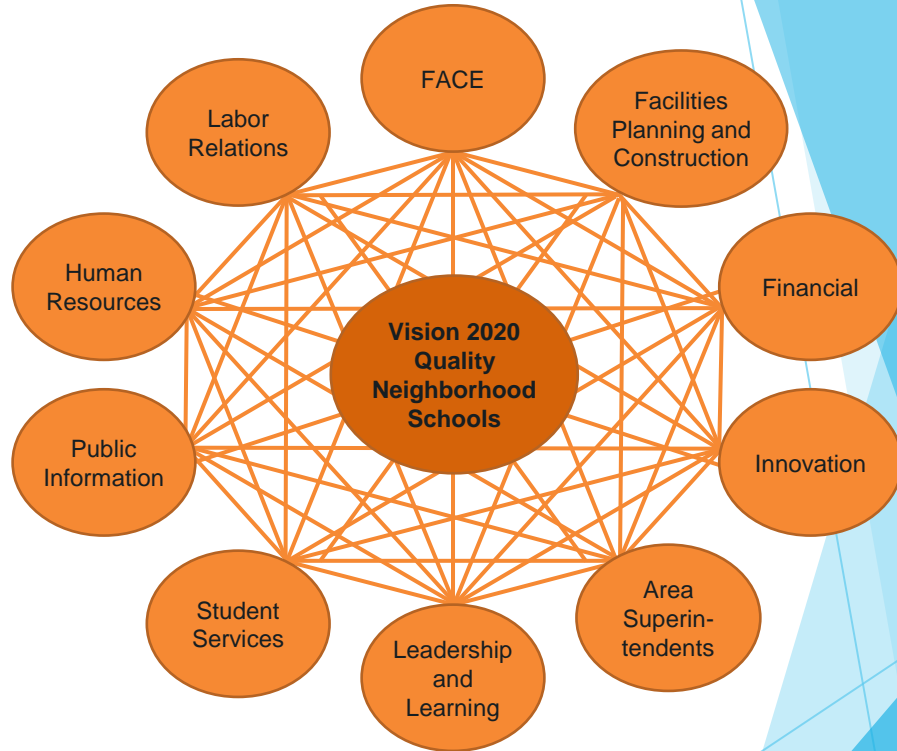 FACE
Facilities
Planning and
Construction
Financial
Innovation
Area
Superin-
tendents
Leadership
and
Learning
Student
Services
Public
Information
Human
Resources
Labor
Relations
Vision 2020
Quality
Neighborhood
Schools